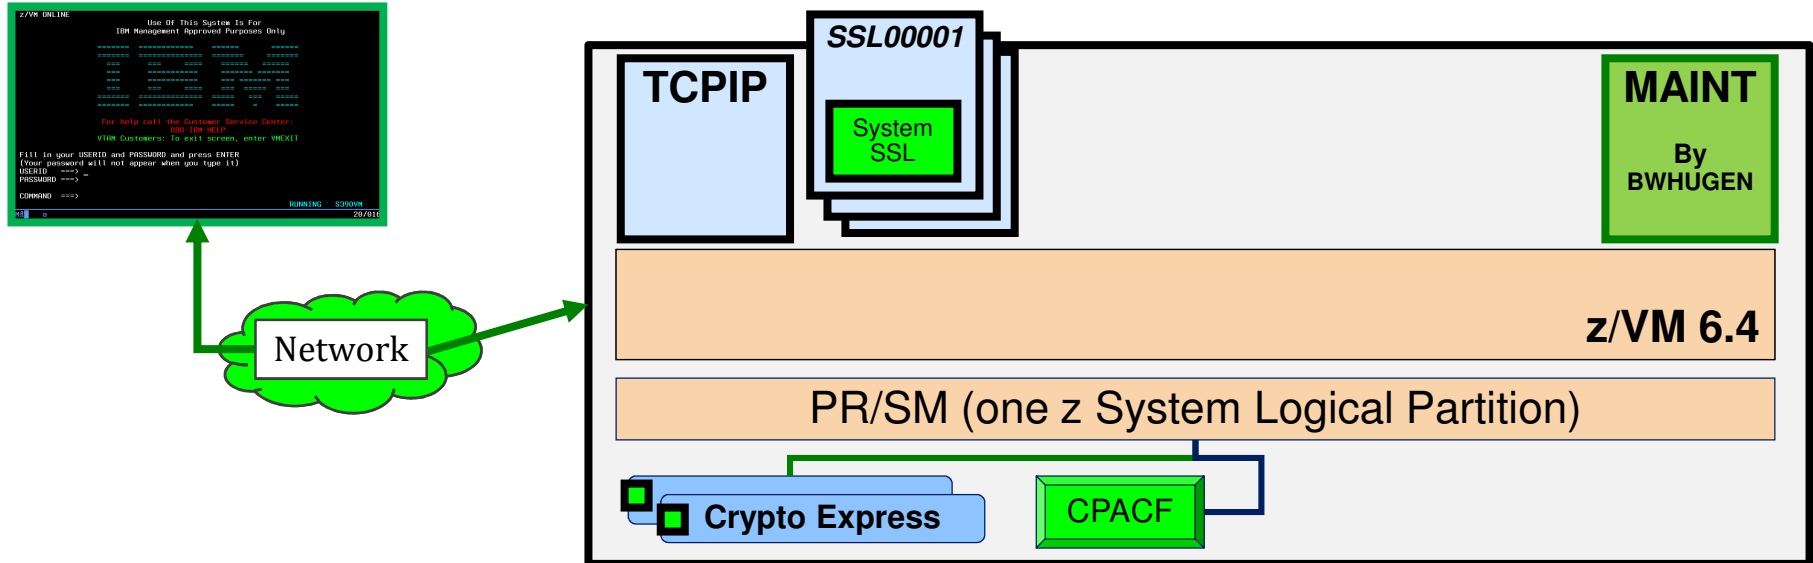 z/VM ONLINE
Use Of This System Is For
IBM Management Approved Purposes Only
For help call the Customer Service Center:
VTAM Customers: To exit screen, enter VMEXIT
Fill in your USERID and PASSWORD and press ENTER
(Your password will not appear when you type it)
USERID ===> _
PASSWORD ===>
COMMAND ===>
RUNNING S390VM
20/016
Network
SSL00001
System
SSL
TCPIP
MAINT
By
BWHUGEN
z/VM 6.4
PR/SM (one z System Logical Partition)
Crypto Express
CPACF